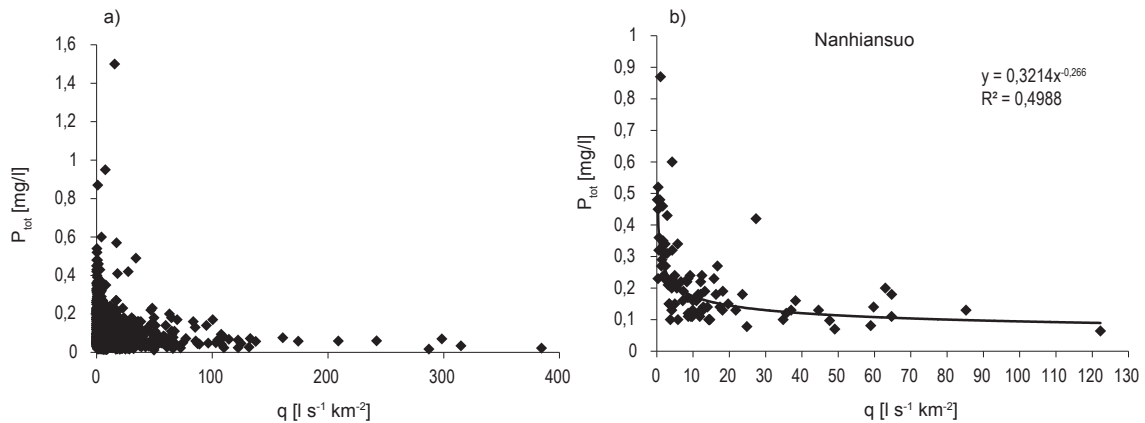 a)
1,6
1,4
1,2
1
0,8
0,6
0,4
0,2
0
P_tot [mg/l]
0 100 200 300 400
q [l s⁻¹ km⁻²]
b)
Nanhiansuo
y = 0,3214x⁻⁰,²⁶⁶
R² = 0,4988
1
0,9
0,8
0,7
0,6
0,5
0,4
0,3
0,2
0,1
0
P_tot [mg/l]
0 10 20 30 40 50 60 70 80 90 100 110 120 130
q [l s⁻¹ km⁻²]